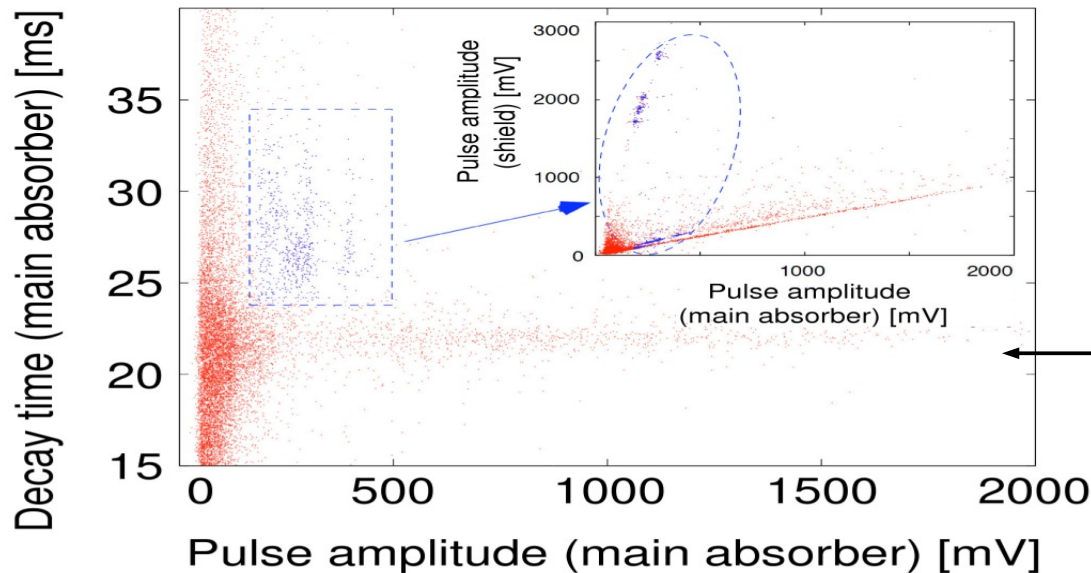 Decay time (main absorber) [ms]
35
30
25
20
15
0 500 1000 1500 2000
Pulse amplitude (main absorber) [mV]
Pulse amplitude
(shield) [mV]
3000
2000
1000
0
1000 2000
Pulse amplitude
(main absorber) [mV]